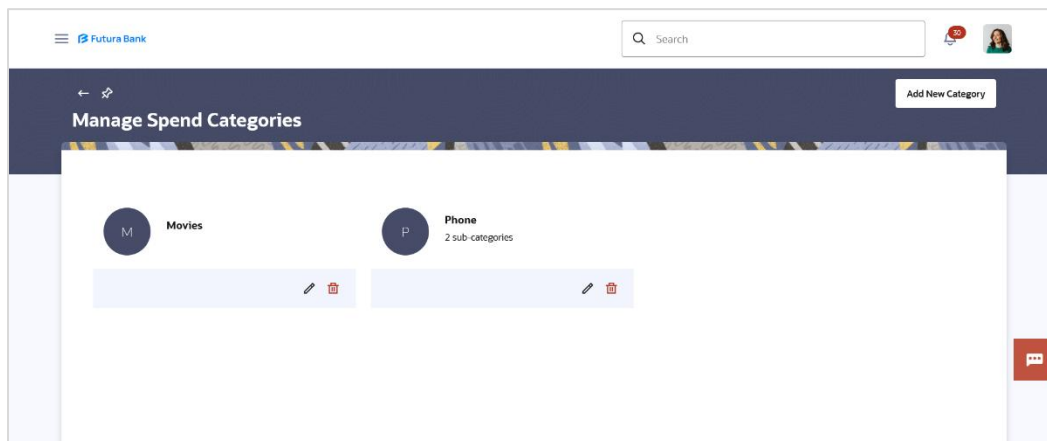 Futura Bank
Search
30
Add New Category
Manage Spend Categories
M
Movies
P
Phone
2 sub-categories